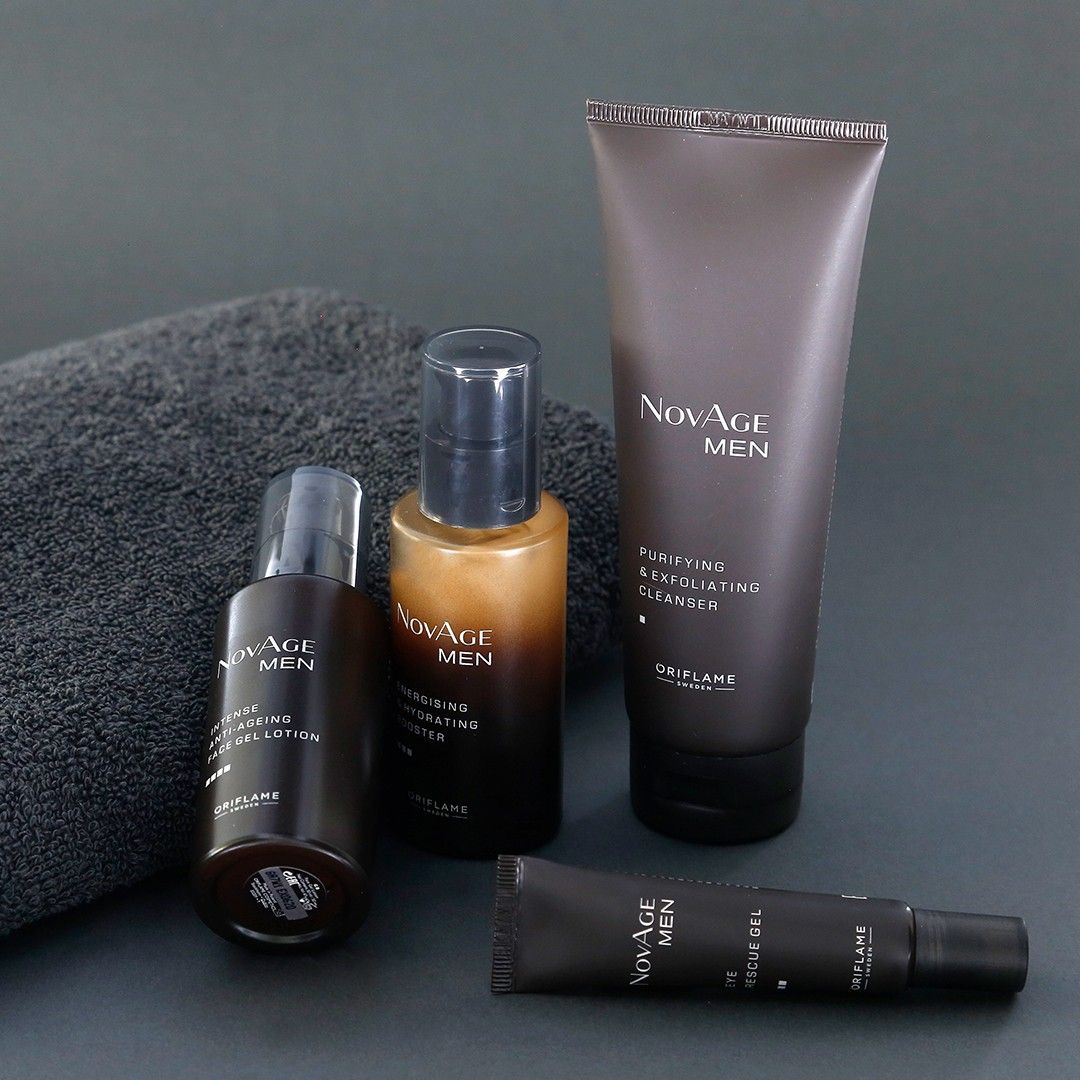 NOVAGE
MEN
PURIFYING
& EXFOLIATING
CLEANSER
ORIFLAME
SWEDEN
NOVAGE
MEN
ENERGISING
& HYDRATING
BOOSTER
ORIFLAME
SWEDEN
NOVAGE
MEN
INTENSE
ANTI-AGEING
FACE GEL LOTION
ORIFLAME
SWEDEN
NOVAGE
MEN
EYE
RESCUE GEL
ORIFLAME
SWEDEN